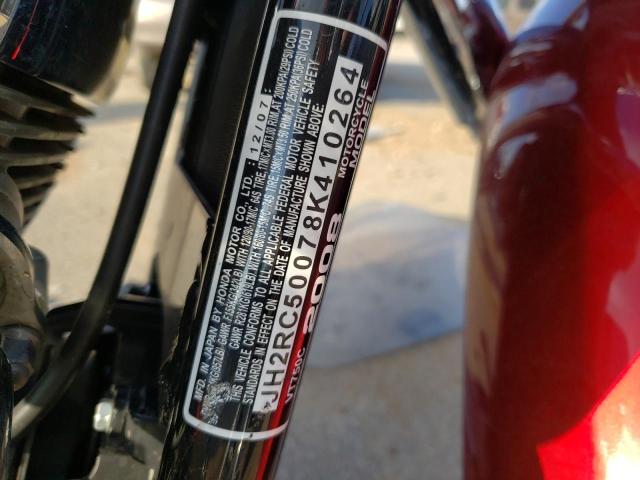 MFD. IN JAPAN BY HONDA MOTOR CO., LTD. : 12/07 :
THIS VEHICLE CONFORMS TO ALL APPLICABLE FEDERAL MOTOR VEHICLE SAFETY
STANDARDS IN EFFECT ON THE DATE OF MANUFACTURE SHOWN ABOVE.
JH2RC50078K410264 MOTORCYCLE
VT750C 2008 MODEL